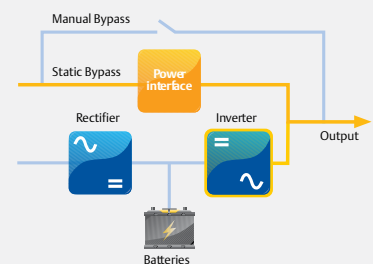 Manual Bypass
Static Bypass
Power
interface
Rectifier
Inverter
Output
Batteries